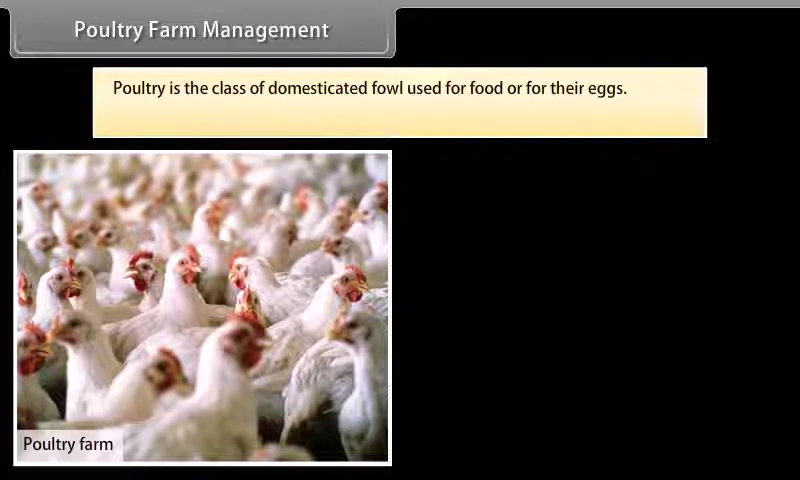 Poultry Farm Management
Poultry is the class of domesticated fowl used for food or for their eggs.
Poultry farm